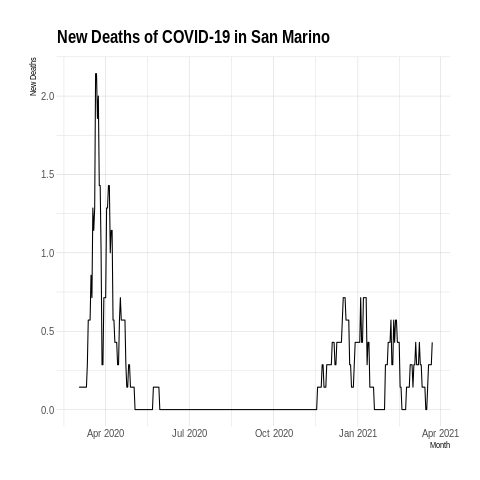 New Deaths of COVID-19 in San Marino
New Deaths
2.0
1.5
1.0
0.5
0.0
Apr 2020 Jul 2020 Oct 2020 Jan 2021 Apr 2021
Month